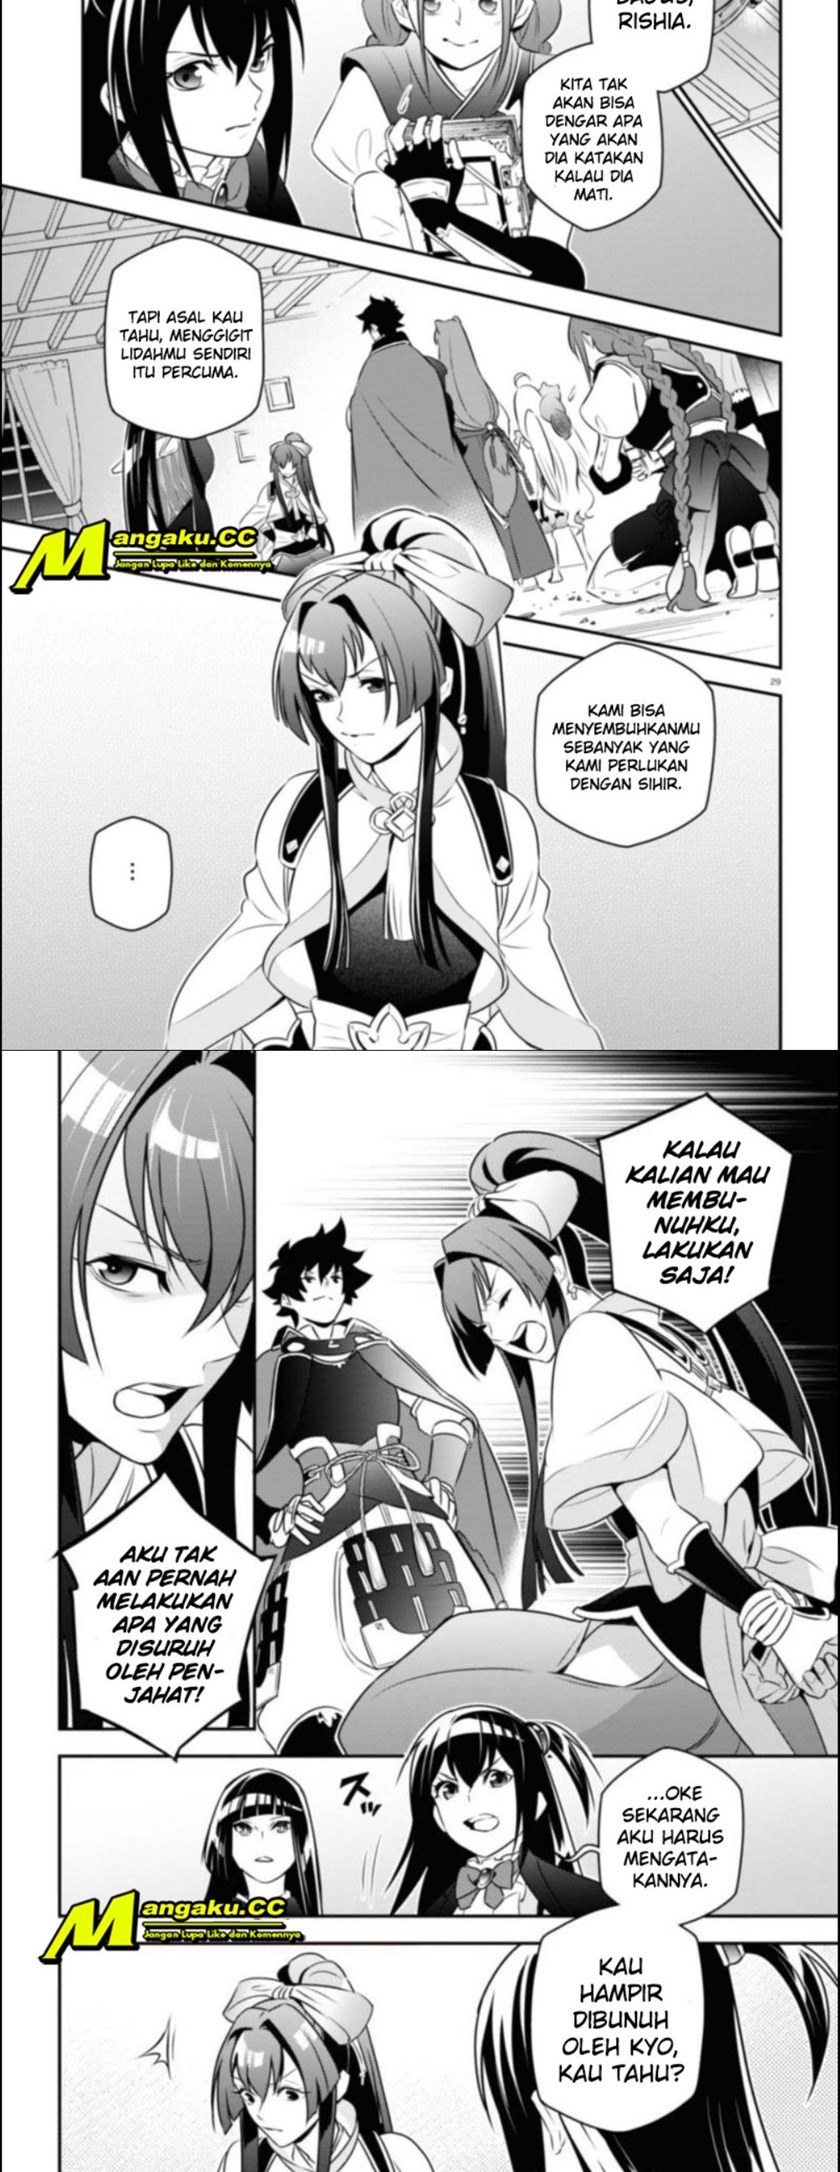 RISHIA.
KITA TAK
AKAN BISA
DENGAR APA
YANG AKAN
DIA KATAKAN
KALAU DIA
MATI.
TAPI ASAL KAU
TAHU, MENGGIGIT
LIDAHMU SENDIRI
ITU PERCUMA.
Mangaku.CC
Jangan Lupa Like dan Komennya
29
KAMI BISA
MENYEMBUHKANMU
SEBANYAK YANG
KAMI PERLUKAN
DENGAN SIHIR.
...
KALAU
KALIAN MAU
MEMBU-
NUHKU,
LAKUKAN
SAJA!
AKU TAK
AAN PERNAH
MELAKUKAN
APA YANG
DISURUH
OLEH PEN-
JAHAT!
ズッ
...OKE
SEKARANG
AKU HARUS
MENGATA-
KANNYA.
Mangaku.CC
Jangan Lupa Like dan Komennya
KAU
HAMPIR
DIBUNUH
OLEH KYO,
KAU TAHU?